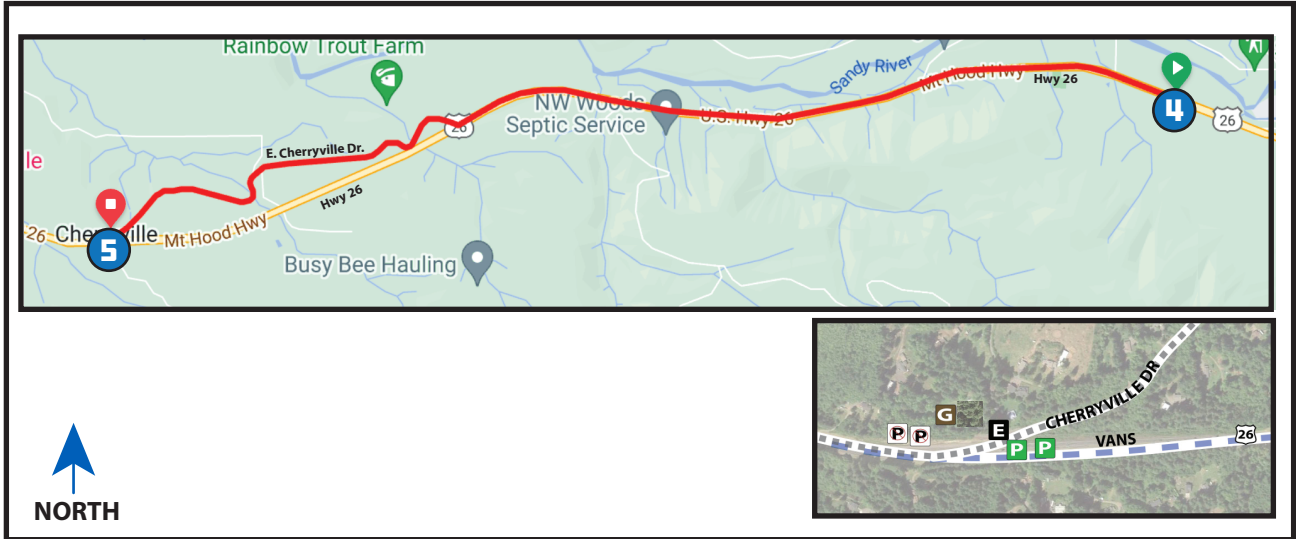 Rainbow Trout Farm
Sandy River
Mt Hood Hwy
Hwy 26
4
26
NW Woods
Septic Service
U.S. Hwy 26
26
E. Cherryville Dr.
Hwy 26
le
26
Cherryville
Mt Hood Hwy
5
Busy Bee Hauling
NORTH
CHERRYVILLE DR
G
E
P
P
P
P
VANS
26